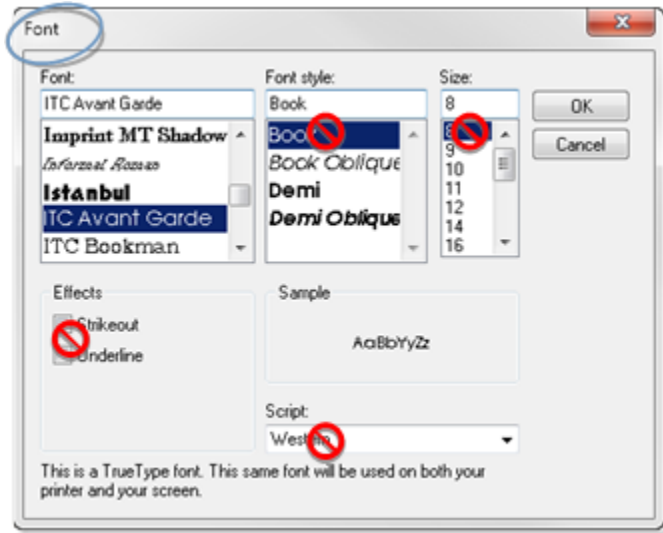 Font
Font: Font style: Size:
ITC Avant Garde Book 8 OK
Imprint MT Shadow Book 8 Cancel
Informal Roman Book Oblique 9
Istanbul Demi 10
ITC Avant Garde Demi Oblique 11
ITC Bookman 12
14
16
Effects Sample
Strikeout
Underline
AaBbYyZz
Script:
Western
This is a TrueType font. This same font will be used on both your
printer and your screen.